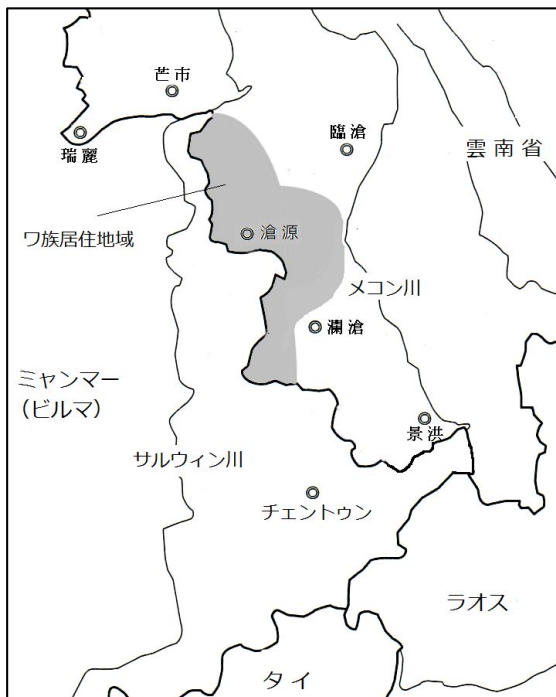 芒市
瑞麗
臨滄
雲南省
ワ族居住地域
滄源
メコン川
瀾滄
ミャンマー
（ビルマ）
景洪
サルウィン川
チェントゥン
ラオス
タイ